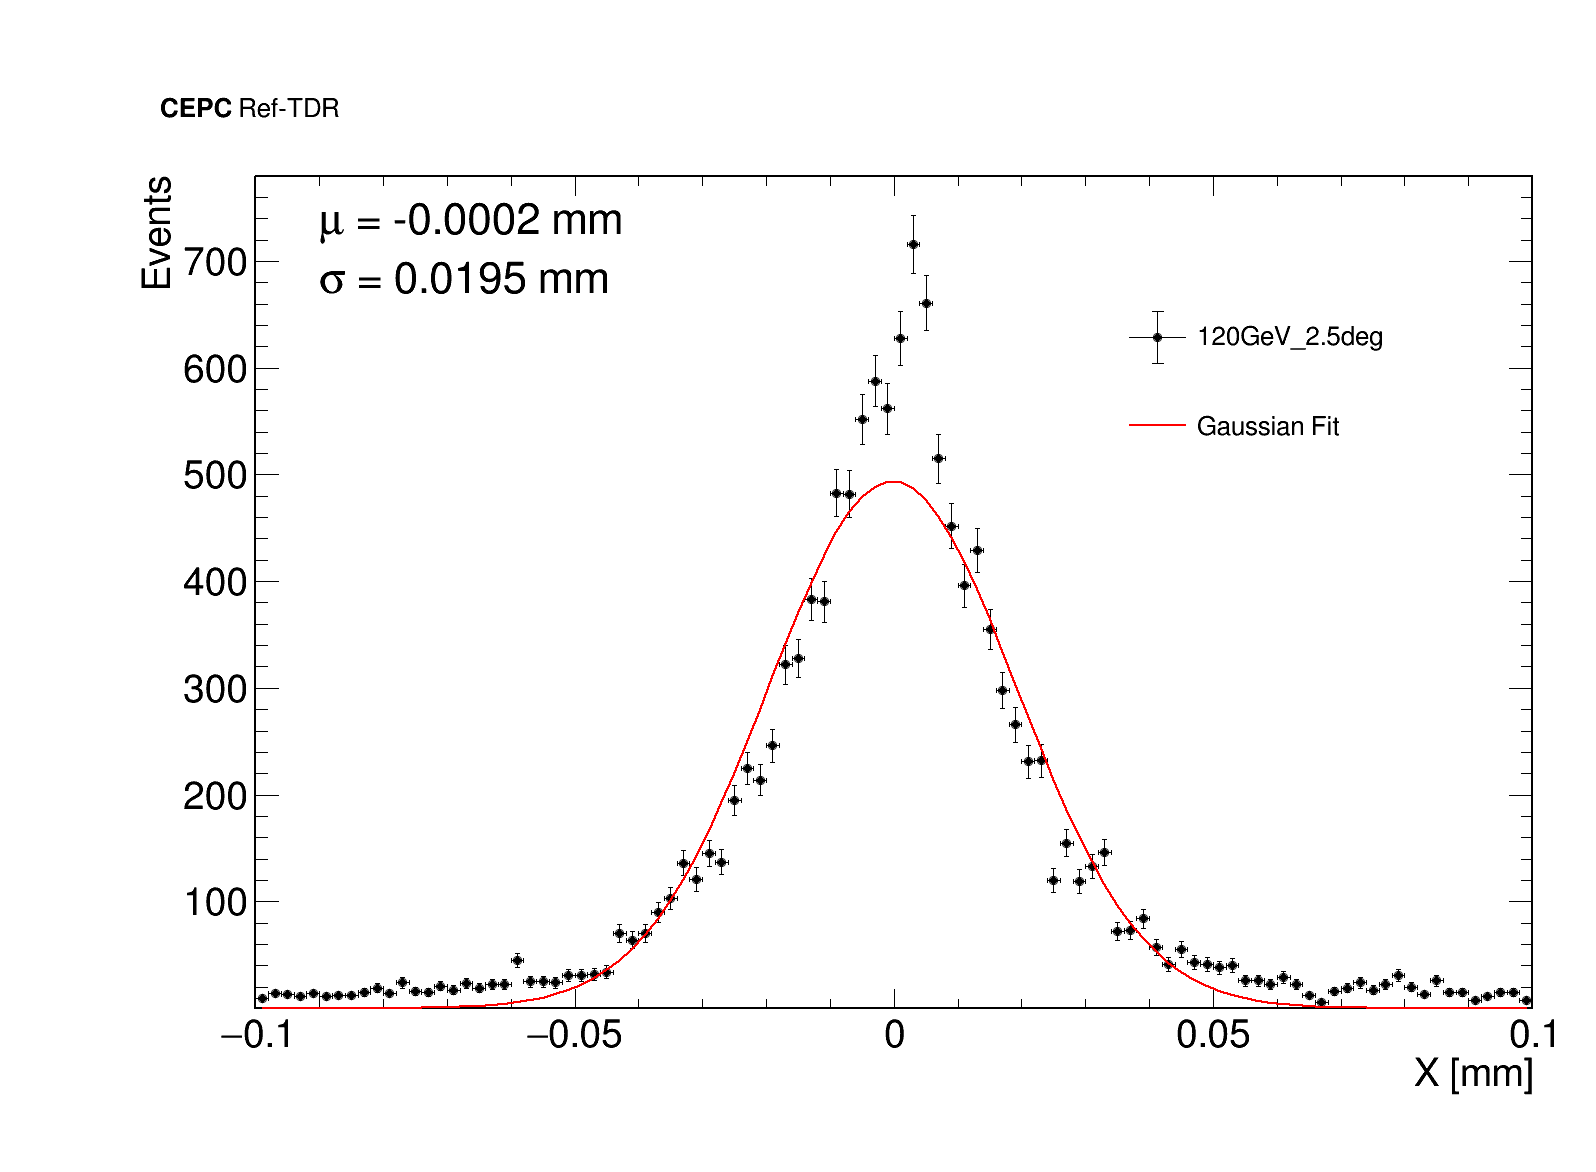 CEPC Ref-TDR
Events
μ = -0.0002 mm
σ = 0.0195 mm
120GeV_2.5deg
Gaussian Fit
700
600
500
400
300
200
100
−0.1
−0.05
0
0.05
0.1
X [mm]